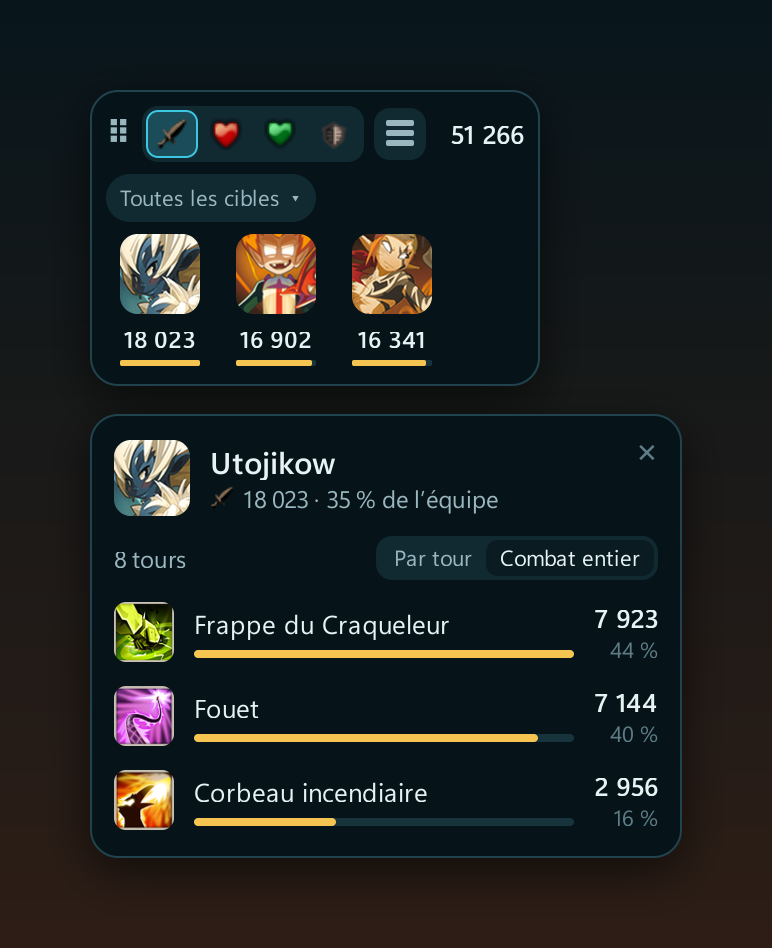 51 266
Toutes les cibles ▾
18 023 16 902 16 341
Utojikow
18 023 · 35 % de l’équipe
8 tours Par tour Combat entier
Frappe du Craqueleur 7 923
44 %
Fouet 7 144
40 %
Corbeau incendiaire 2 956
16 %